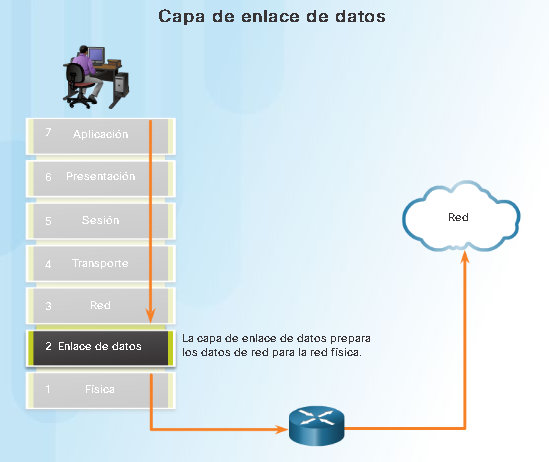 Capa de enlace de datos
7 Aplicación
6 Presentación
5 Sesión
4 Transporte
3 Red
2 Enlace de datos
1 Física
La capa de enlace de datos prepara
los datos de red para la red física.
Red